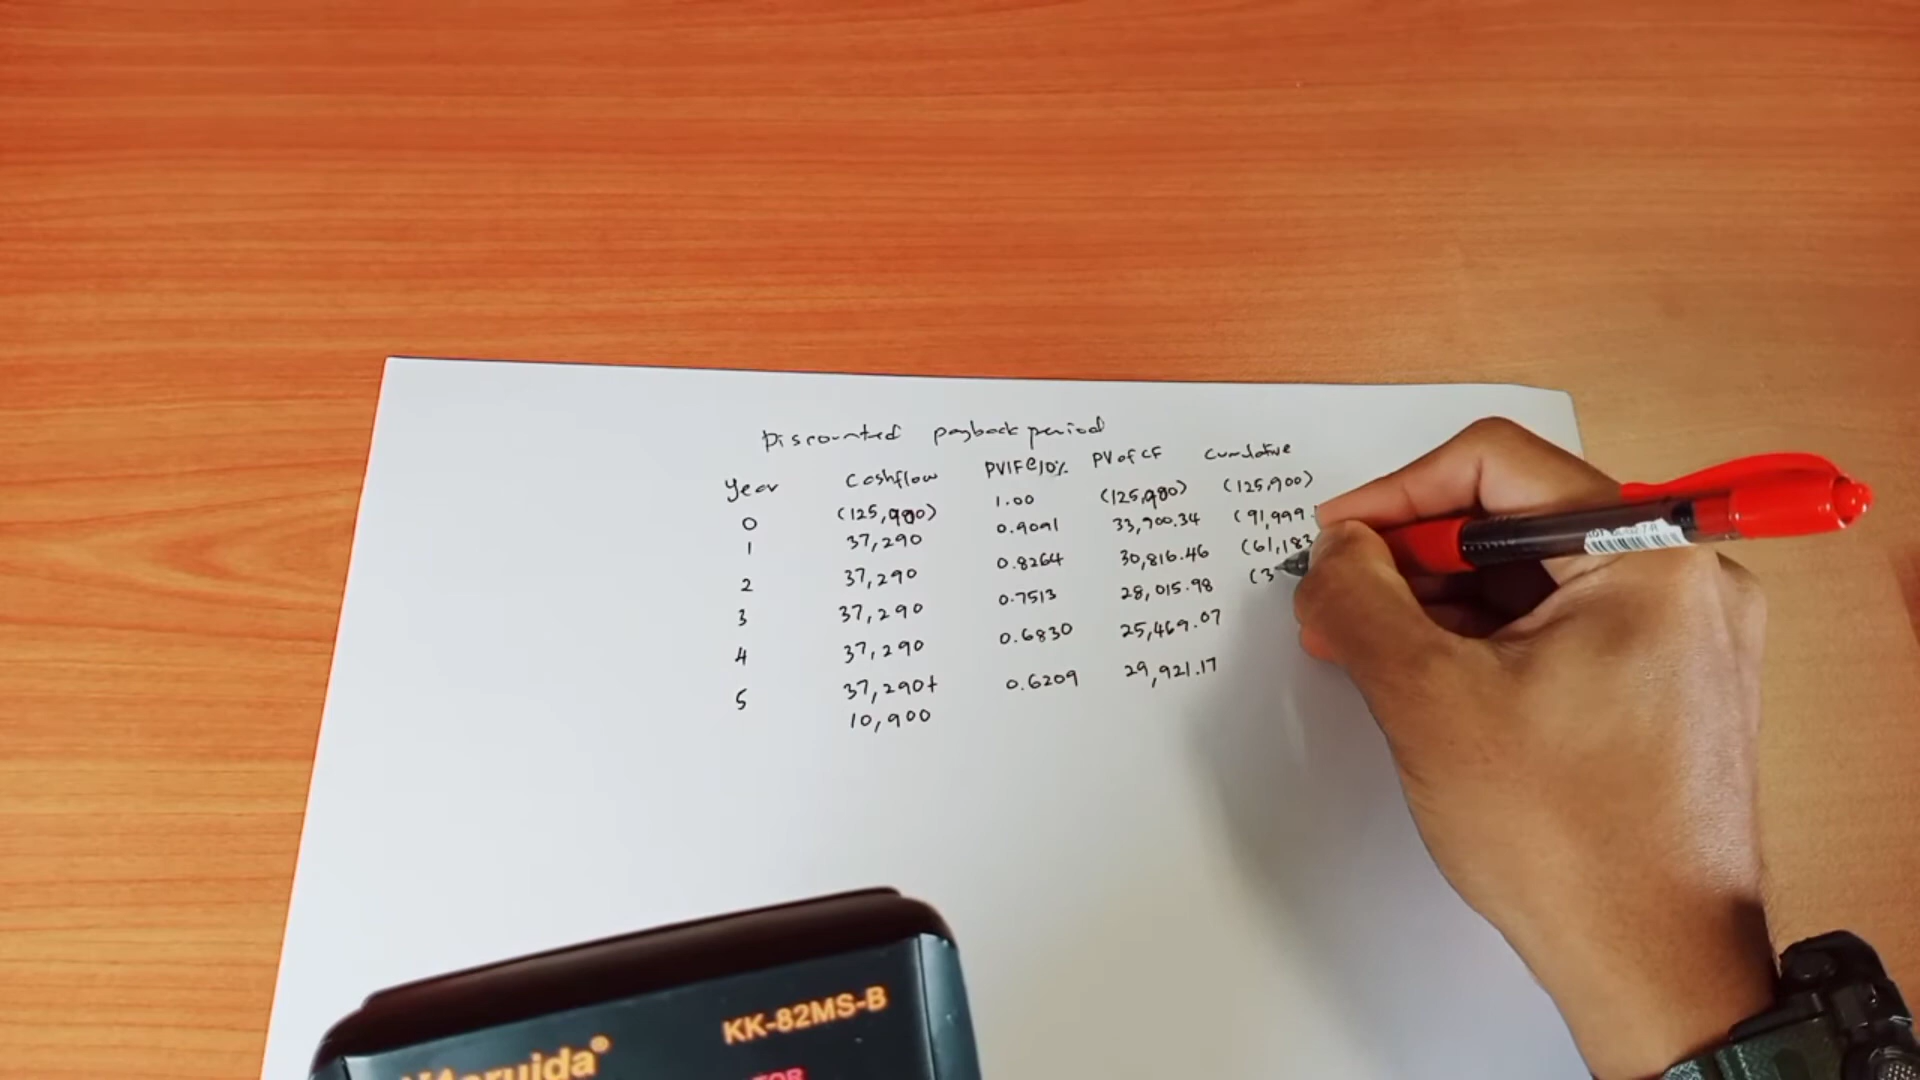 Discounted payback period
Year Cashflow PVIF@10% PV of CF Cumulative
0 (125,900) 1.00 (125,900) (125,900)
1 37,290 0.9091 33,900.34 (91,999.
2 37,290 0.8264 30,816.46 (61,183
3 37,290 0.7513 28,015.98 (3
4 37,290 0.6830 25,469.07
5 37,290+ 0.6209 29,921.17
10,900
KK-82MS-B